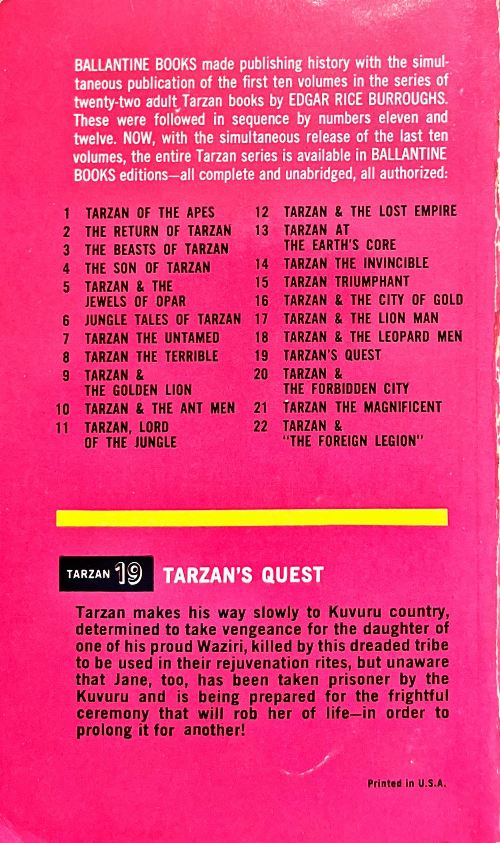 BALLANTINE BOOKS made publishing history with the simul-
taneous publication of the first ten volumes in the series of
twenty-two adult Tarzan books by EDGAR RICE BURROUGHS.
These were followed in sequence by numbers eleven and
twelve. NOW, with the simultaneous release of the last ten
volumes, the entire Tarzan series is available in BALLANTINE
BOOKS editions—all complete and unabridged, all authorized:
1 TARZAN OF THE APES
2 THE RETURN OF TARZAN
3 THE BEASTS OF TARZAN
4 THE SON OF TARZAN
5 TARZAN & THE
JEWELS OF OPAR
6 JUNGLE TALES OF TARZAN
7 TARZAN THE UNTAMED
8 TARZAN THE TERRIBLE
9 TARZAN &
THE GOLDEN LION
10 TARZAN & THE ANT MEN
11 TARZAN, LORD
OF THE JUNGLE
12 TARZAN & THE LOST EMPIRE
13 TARZAN AT
THE EARTH'S CORE
14 TARZAN THE INVINCIBLE
15 TARZAN TRIUMPHANT
16 TARZAN & THE CITY OF GOLD
17 TARZAN & THE LION MAN
18 TARZAN & THE LEOPARD MEN
19 TARZAN'S QUEST
20 TARZAN &
THE FORBIDDEN CITY
21 TARZAN THE MAGNIFICENT
22 TARZAN &
"THE FOREIGN LEGION"
TARZAN 19 TARZAN'S QUEST
Tarzan makes his way slowly to Kuvuru country,
determined to take vengeance for the daughter of
one of his proud Waziri, killed by this dreaded tribe
to be used in their rejuvenation rites, but unaware
that Jane, too, has been taken prisoner by the
Kuvuru and is being prepared for the frightful
ceremony that will rob her of life—in order to
prolong it for another!
Printed in U.S.A.